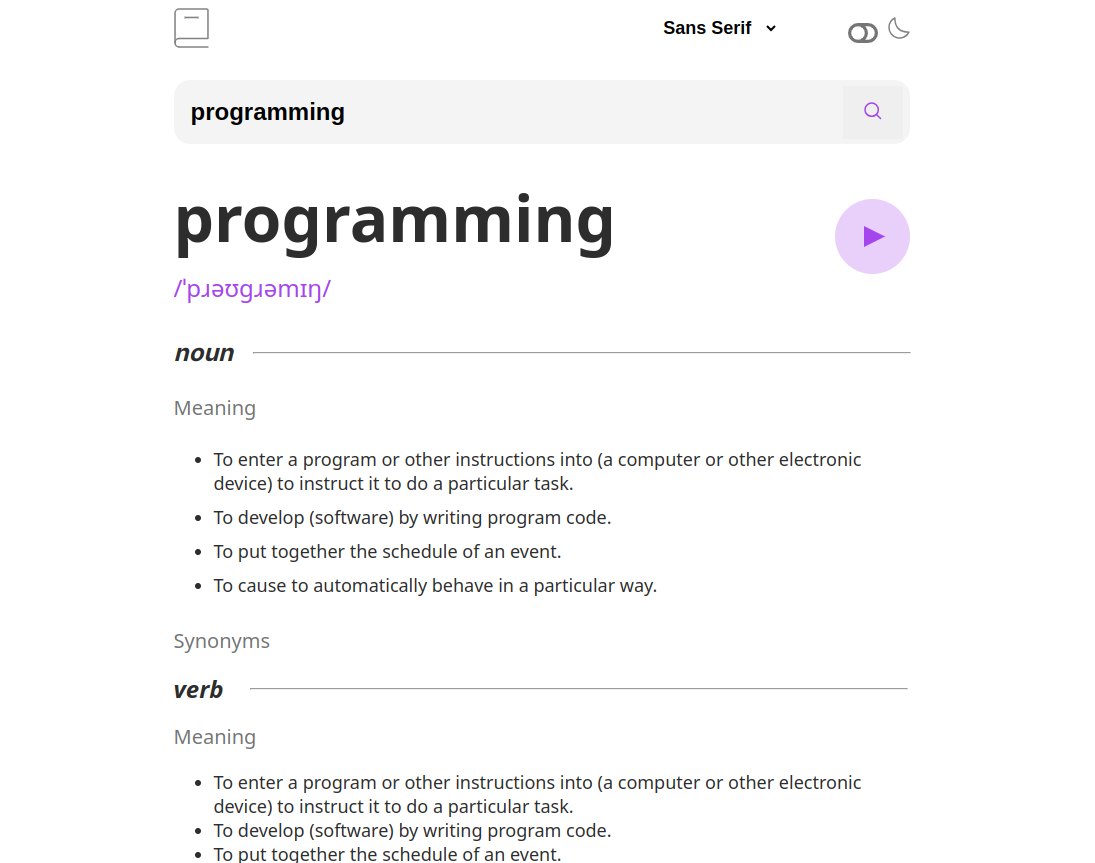 Sans Serif
programming
programming
/ˈpɹəʊɡɹəmɪŋ/
noun
Meaning
• To enter a program or other instructions into (a computer or other electronic
device) to instruct it to do a particular task.
• To develop (software) by writing program code.
• To put together the schedule of an event.
• To cause to automatically behave in a particular way.
Synonyms
verb
Meaning
• To enter a program or other instructions into (a computer or other electronic
device) to instruct it to do a particular task.
• To develop (software) by writing program code.
• To put together the schedule of an event.